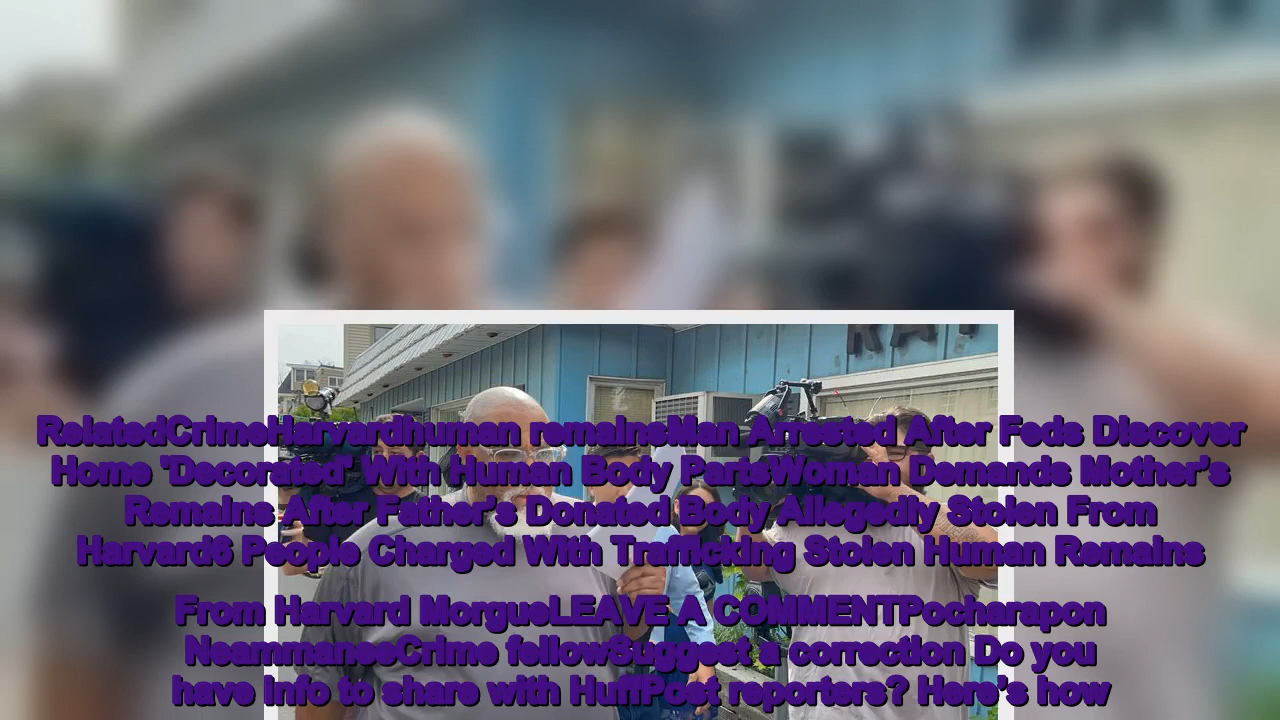 RelatedCrimeHarvardhuman remainsMan Arrested After Feds Discover
Home 'Decorated' With Human Body PartsWoman Demands Mother's
Remains After Father's Donated Body Allegedly Stolen From
Harvard6 People Charged With Trafficking Stolen Human Remains
From Harvard MorgueLEAVE A COMMENTPocharapon
NeammaneeCrime fellowSuggest a correction Do you
have info to share with HuffPost reporters? Here's how